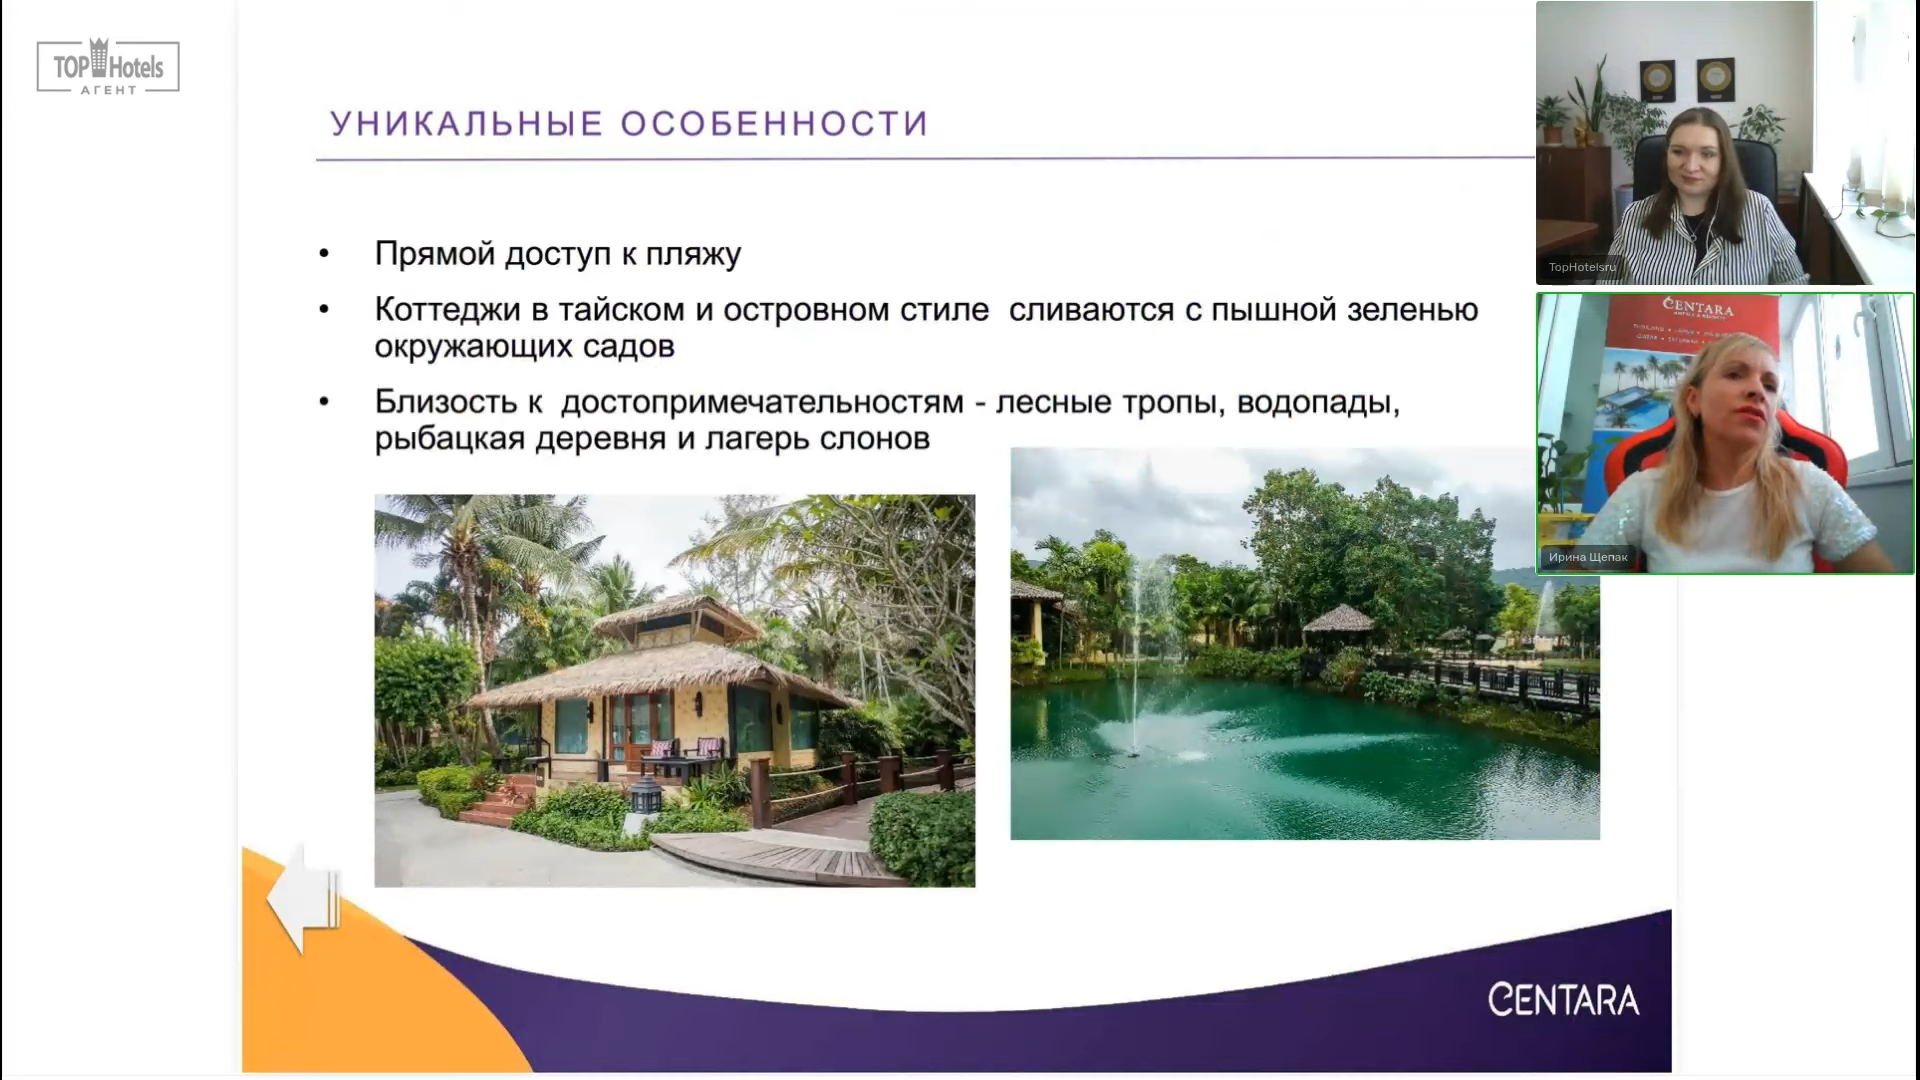 TOP Hotels
АГЕНТ
УНИКАЛЬНЫЕ ОСОБЕННОСТИ
• Прямой доступ к пляжу
• Коттеджи в тайском и островном стиле сливаются с пышной зеленью
окружающих садов
• Близость к достопримечательностям - лесные тропы, водопады,
рыбацкая деревня и лагерь слонов
CENTARA
TopHotelsru
CENTARA
Ирина Щепак